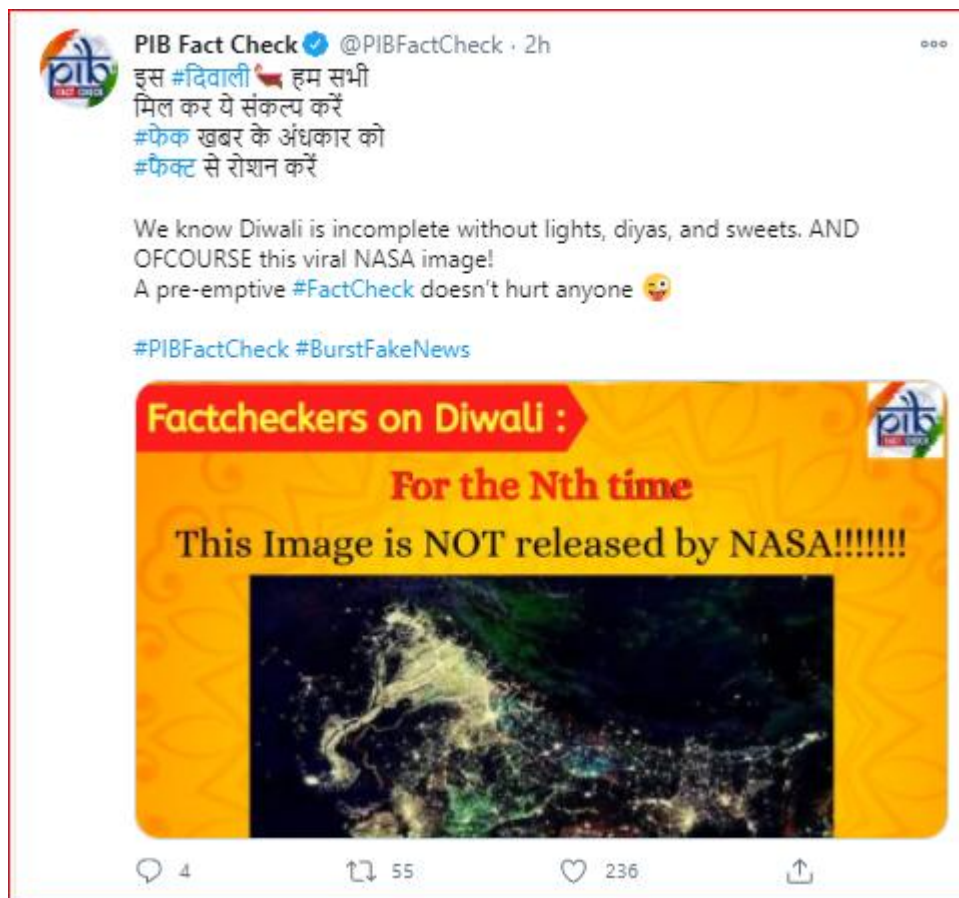 PIB Fact Check @PIBFactCheck · 2h
इस #दिवाली हम सभी
मिल कर ये संकल्प करें
#फेक खबर के अंधकार को
#फैक्ट से रोशन करें
We know Diwali is incomplete without lights, diyas, and sweets. AND
OFCOURSE this viral NASA image!
A pre-emptive #FactCheck doesn't hurt anyone 😜
#PIBFactCheck #BurstFakeNews
Factcheckers on Diwali :
pib
FACT CHECK
For the Nth time
This Image is NOT released by NASA!!!!!!!
4 55 236